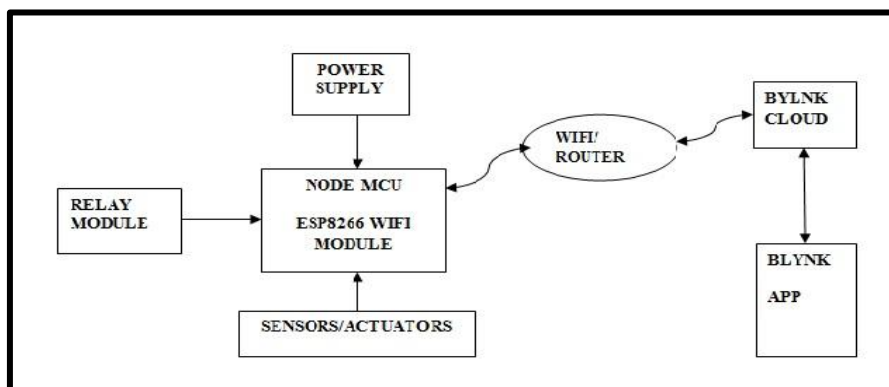 POWER
SUPPLY
BYLNK
CLOUD
WIFI/
ROUTER
NODE MCU
ESP8266 WIFI
MODULE
RELAY
MODULE
BLYNK
APP
SENSORS/ACTUATORS